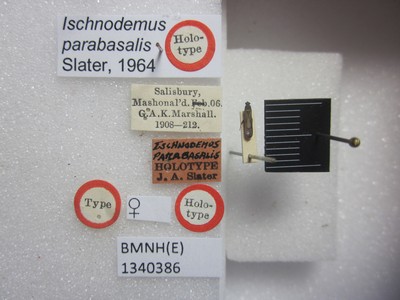 Ischnodemus
parabasalis
Slater, 1964
Holo-
type
Salisbury,
Mashonal'd. Feb, 06.
G.A.K. Marshall.
1908—212.
ISCHNODEMUS
PARABASALIS
HOLOTYPE
J. A. Slater
Type
♀
Holo-
type
BMNH(E)
1340386